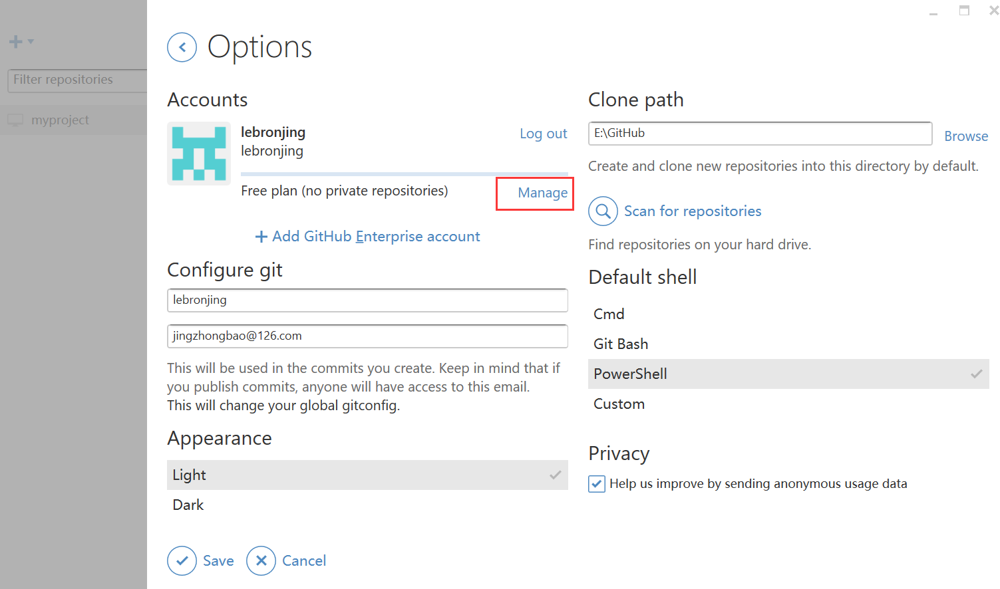 Filter repositories
myproject
Options
Accounts
lebronjing
Log out
lebronjing
Free plan (no private repositories)
Manage
Add GitHub Enterprise account
Configure git
lebronjing
jingzhongbao@126.com
This will be used in the commits you create. Keep in mind that if
you publish commits, anyone will have access to this email.
This will change your global gitconfig.
Appearance
Light
Dark
Save
Cancel
Clone path
E:\GitHub
Browse
Create and clone new repositories into this directory by default.
Scan for repositories
Find repositories on your hard drive.
Default shell
Cmd
Git Bash
PowerShell
Custom
Privacy
Help us improve by sending anonymous usage data